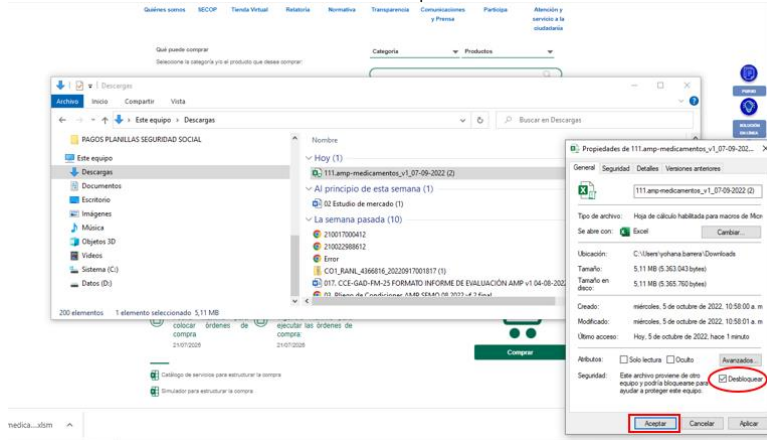 Quiénes somos SECOP Tienda Virtual Relatoría Normativa Transparencia Comunicaciones y Prensa Participa Atención y servicio a la ciudadanía
Qué puede comprar
Seleccione la categoría y/o el producto que desea comprar:
Categoría
Productos
Descargas
Archivo Inicio Compartir Vista
Este equipo > Descargas
Buscar en Descargas
PAGOS PLANILLAS SEGURIDAD SOCIAL
Este equipo
Descargas
Documentos
Escritorio
Imágenes
Música
Objetos 3D
Videos
Sistema (C:)
Datos (D:)
Nombre
Hoy (1)
111.amp-medicamentos_v1_07-09-2022 (2)
Al principio de esta semana (1)
02 Estudio de mercado (1)
La semana pasada (10)
210017000412
210022988612
Error
CO1_RANL_4366816_20220917001817 (1)
017. CCE-GAD-FM-25 FORMATO INFORME DE EVALUACIÓN AMP v1.04-08-202
200 elementos 1 elemento seleccionado 5,11 MB
Propiedades de 111.amp-medicamentos_v1_07-09-202...
General Seguridad Detalles Versiones anteriores
111.amp-medicamentos_v1_07-09-2022 (2)
Tipo de archivo: Hoja de cálculo habilitada para macros de Micr
Se abre con: Excel Cambiar...
Ubicación: C:\Users\yohana.barrera\Downloads
Tamaño: 5,11 MB (5.363.043 bytes)
Tamaño en disco: 5,11 MB (5.365.760 bytes)
Creado: miércoles, 5 de octubre de 2022, 10:58:00 a. m
Modificado: miércoles, 5 de octubre de 2022, 10:58:01 a. m
Último acceso: Hoy, 5 de octubre de 2022, hace 1 minuto
Atributos: Solo lectura Oculto Avanzados...
Seguridad: Este archivo proviene de otro
equipo y podría bloquearse para
ayudar a proteger este equipo.
Desbloquear
Aceptar Cancelar Aplicar
colocar órdenes de
compra
21/07/2026
ejecutar las órdenes de
compra
21/07/2026
Comprar
Catálogo de servicios para estructurar la compra
Simulador para estructurar la compra
medica...xlsm